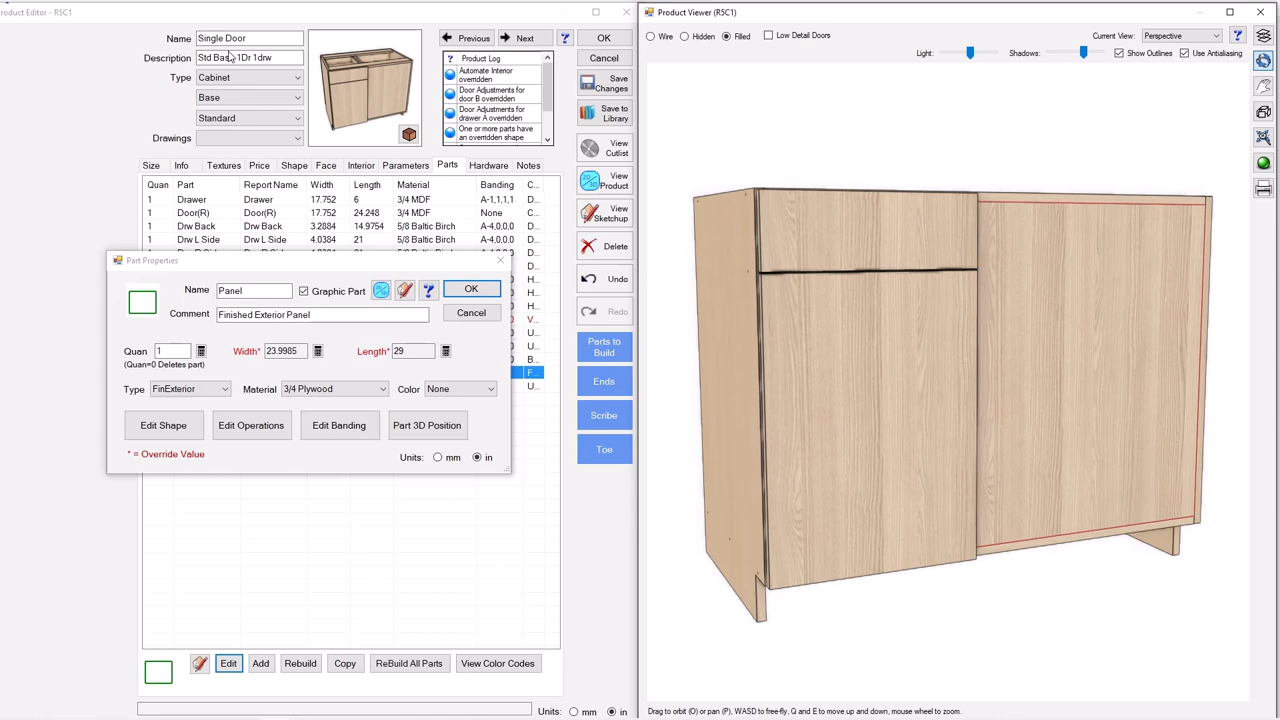 roduct Editor - R5C1
Name Single Door
Description Std Base 1Dr 1drw
Type Cabinet
Base
Standard
Drawings
Previous Next ? OK
Cancel
? Product Log
Automate Interior overridden
Door Adjustments for door B overridden
Door Adjustments for drawer A overridden
One or more parts have an overridden shape
Save Changes
Save to Library
View Cutlist
View Product
View Sketchup
Delete
Undo
Redo
Parts to Build
Ends
Scribe
Toe
Size Info Textures Price Shape Face Interior Parameters Parts Hardware Notes
Quan Part Report Name Width Length Material Banding C...
1 Drawer Drawer 17.752 6 3/4 MDF A-1,1,1,1 D...
1 Door(R) Door(R) 17.752 24.248 3/4 MDF None C...
1 Drw Back Drw Back 3.2884 14.9754 5/8 Baltic Birch A-4,0,0,0 D...
1 Drw L Side Drw L Side 4.0384 21 5/8 Baltic Birch A-4,0,0,0 D...
D...
D...
H...
H...
H...
V...
U...
U...
B...
F...
U...
Part Properties
Name Panel Graphic Part ? OK
Comment Finished Exterior Panel Cancel
Quan 1 Width* 23.9985 Length* 29
(Quan=0 Deletes part)
Type FinExterior Material 3/4 Plywood Color None
Edit Shape Edit Operations Edit Banding Part 3D Position
* = Override Value
Units: mm in
Edit Add Rebuild Copy ReBuild All Parts View Color Codes
Units: mm in
Product Viewer (R5C1)
Wire Hidden Filled Low Detail Doors
Current View: Perspective ?
Light: Shadows: Show Outlines Use Antialiasing
Drag to orbit (O) or pan (P), WASD to free-fly, Q and E to move up and down, mouse wheel to zoom.